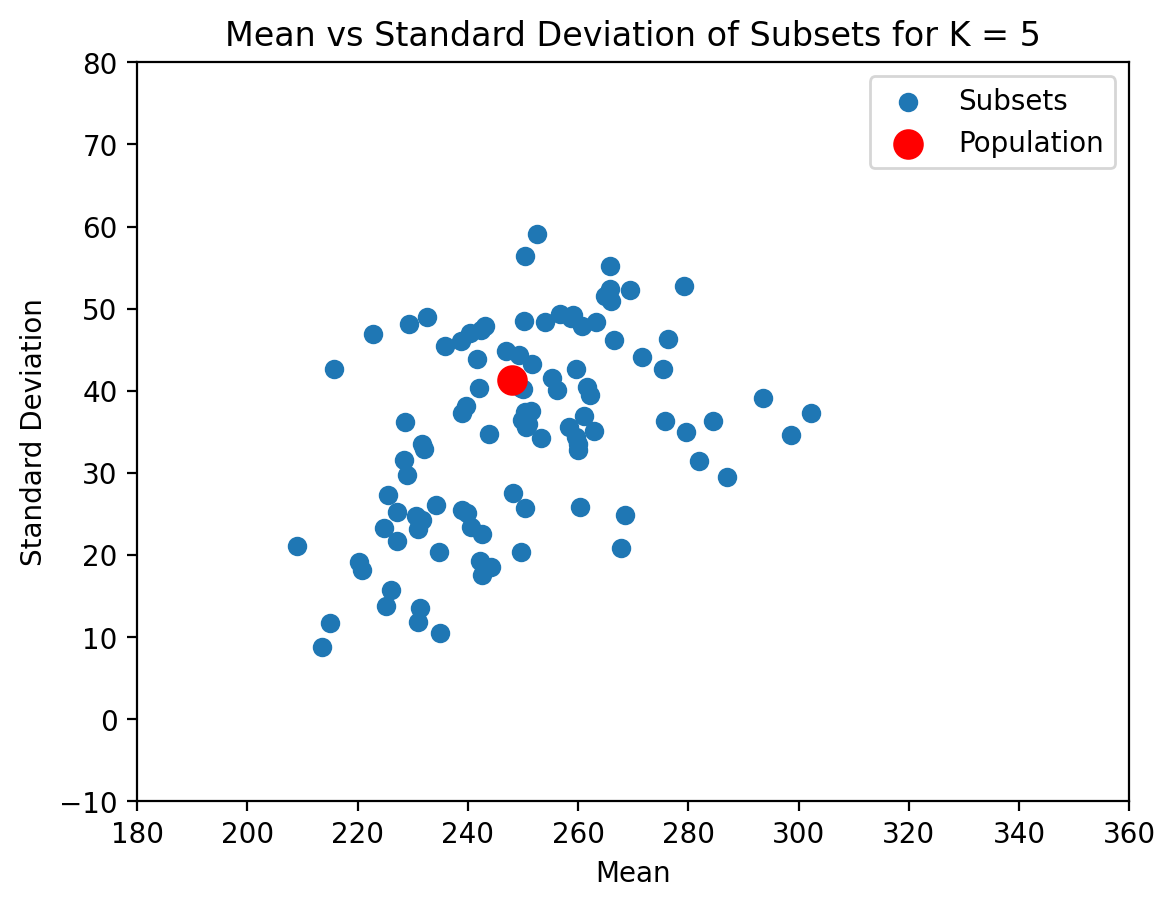 Mean vs Standard Deviation of Subsets for K = 5
80
70
60
50
40
30
20
10
0
−10
Standard Deviation
Subsets
Population
180 200 220 240 260 280 300 320 340 360
Mean